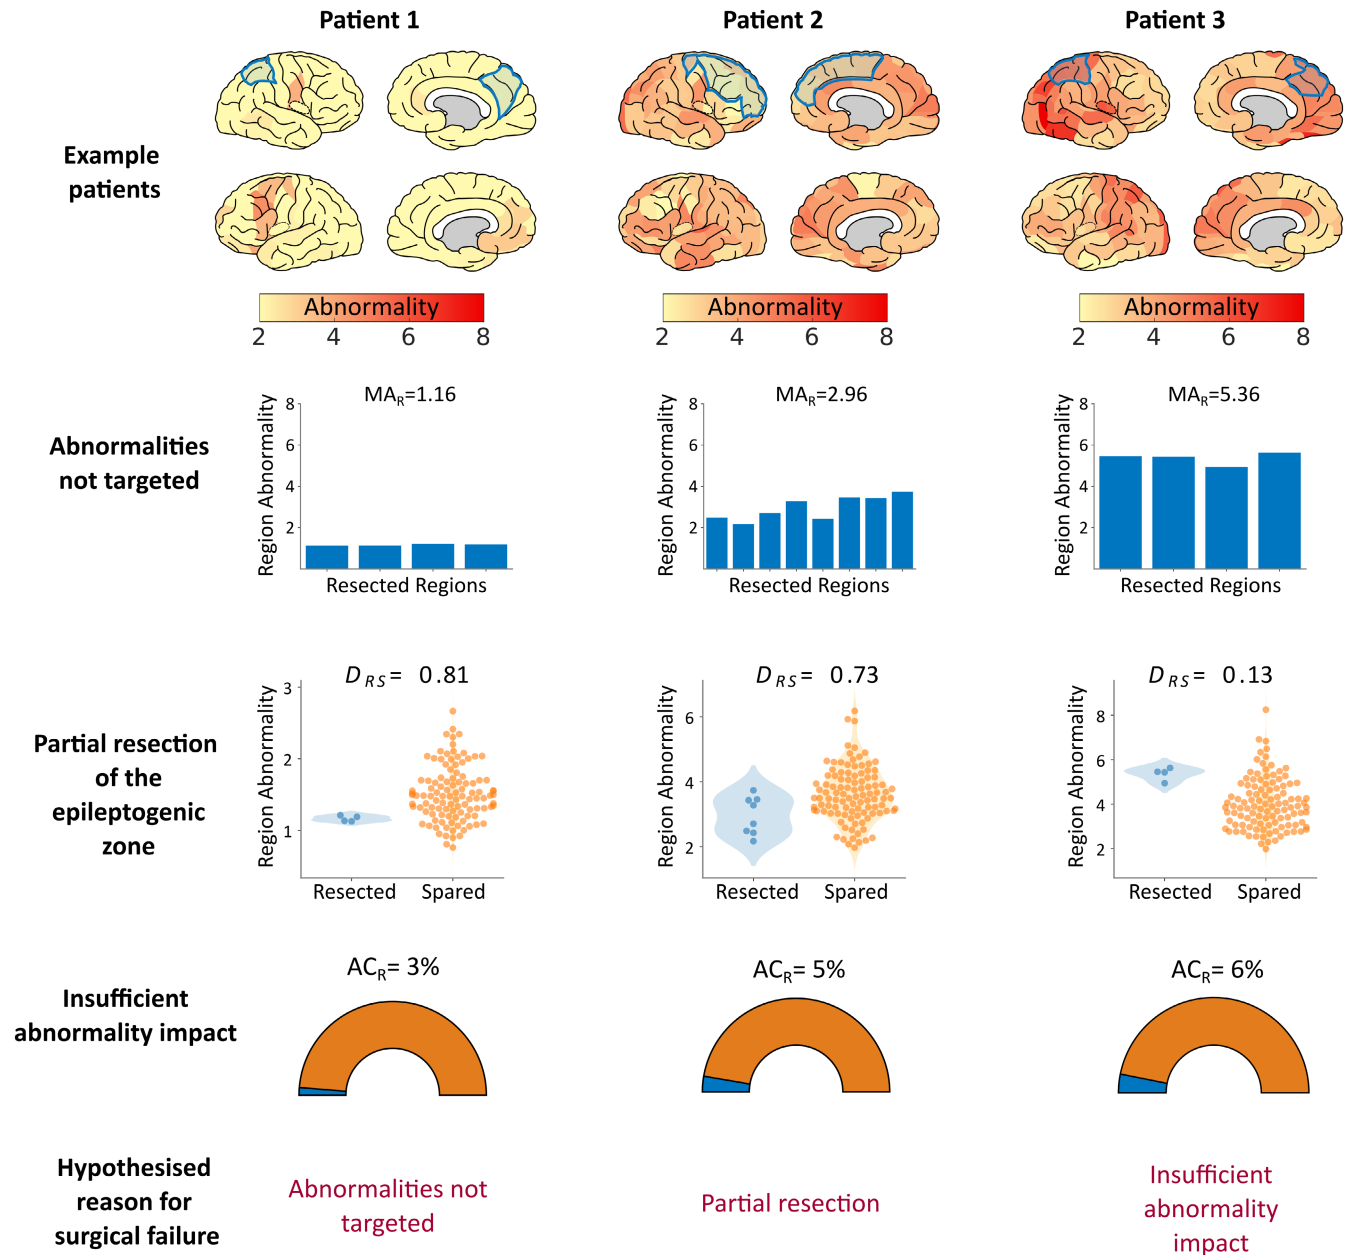 Patient 1
Patient 2
Patient 3
Example
patients
Abnormality
2 4 6 8
Abnormality
2 4 6 8
Abnormality
2 4 6 8
Abnormalities
not targeted
MAR=1.16
Region Abnormality
8
6
4
2
Resected Regions
MAR=2.96
Region Abnormality
8
6
4
2
Resected Regions
MAR=5.36
Region Abnormality
8
6
4
2
Resected Regions
Partial resection
of the
epileptogenic
zone
DRS= 0.81
Region Abnormality
3
2
1
Resected Spared
DRS= 0.73
Region Abnormality
6
4
2
Resected Spared
DRS= 0.13
Region Abnormality
8
6
4
2
Resected Spared
Insufficient
abnormality impact
ACR= 3%
ACR= 5%
ACR= 6%
Hypothesised
reason for
surgical failure
Abnormalities not
targeted
Partial resection
Insufficient
abnormality
impact